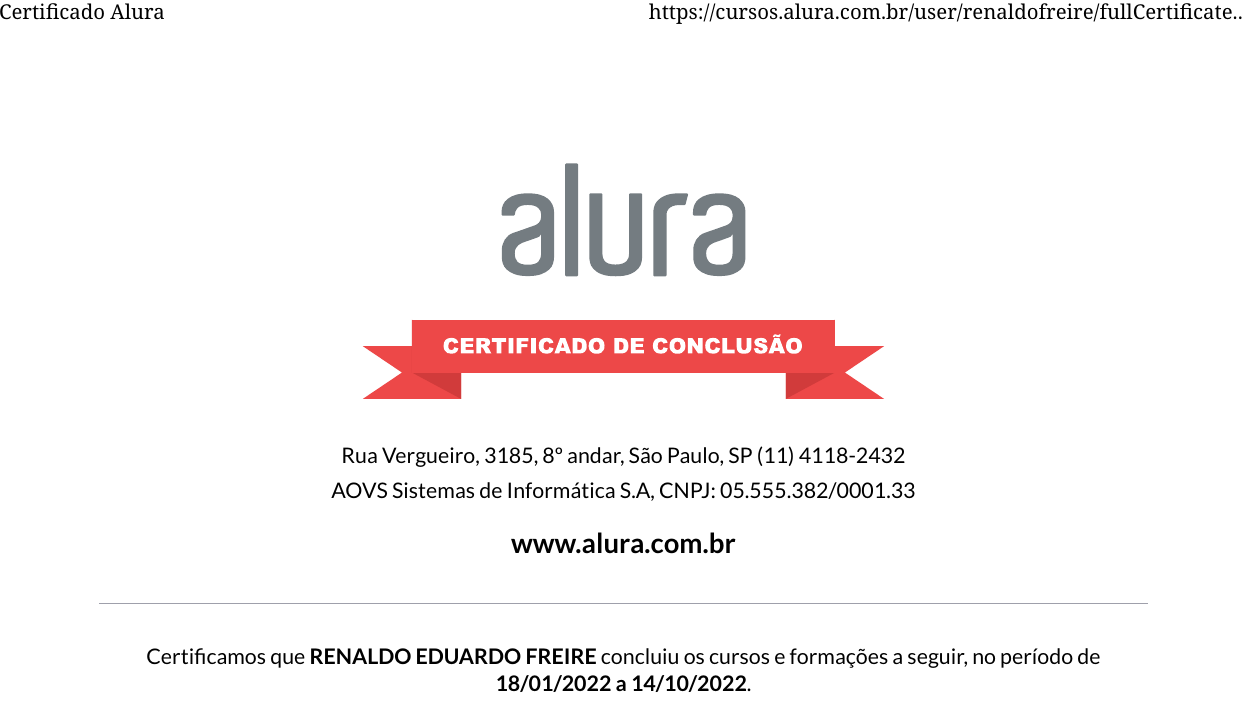 Certificado Alura
https://cursos.alura.com.br/user/renaldofreire/fullCertificate..
alura
CERTIFICADO DE CONCLUSÃO
Rua Vergueiro, 3185, 8º andar, São Paulo, SP (11) 4118-2432
AOVS Sistemas de Informática S.A, CNPJ: 05.555.382/0001.33
www.alura.com.br
Certificamos que RENALDO EDUARDO FREIRE concluiu os cursos e formações a seguir, no período de
18/01/2022 a 14/10/2022.